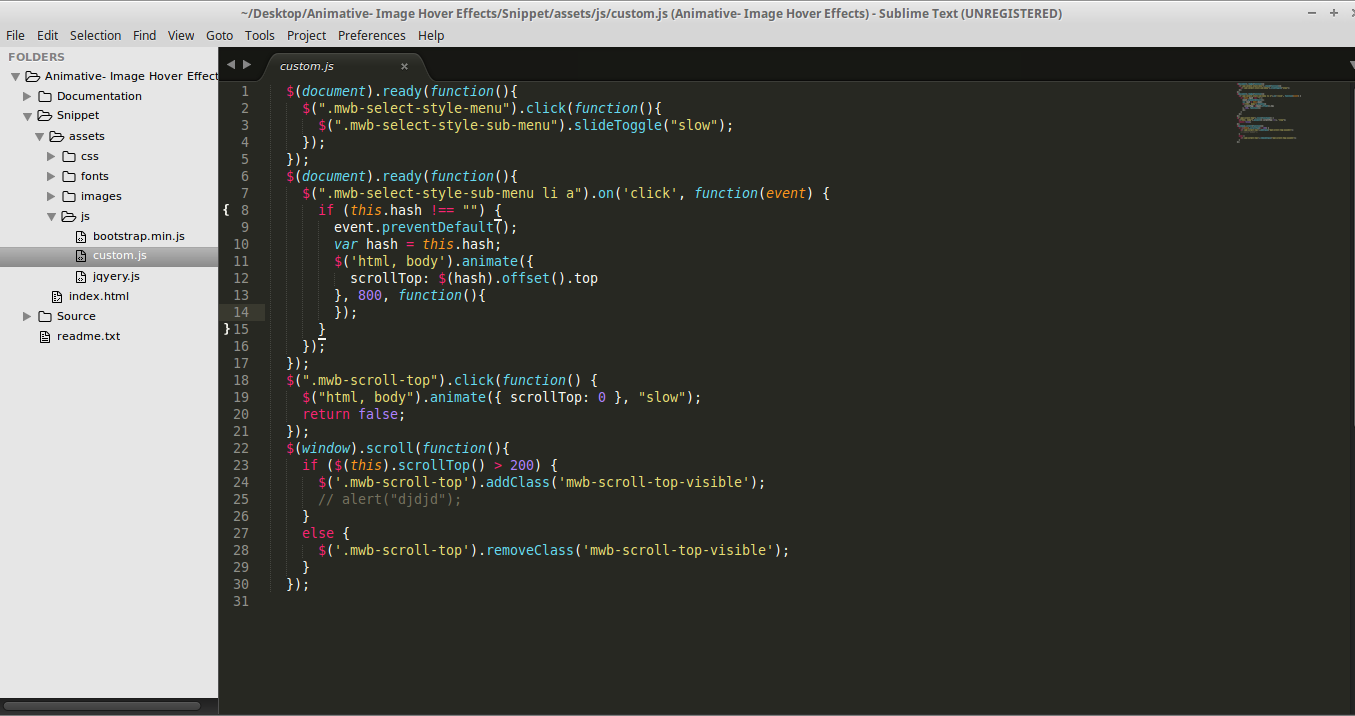 ~/Desktop/Animative- Image Hover Effects/Snippet/assets/js/custom.js (Animative- Image Hover Effects) - Sublime Text (UNREGISTERED)
File Edit Selection Find View Goto Tools Project Preferences Help
FOLDERS
Animative- Image Hover Effect
Documentation
Snippet
assets
css
fonts
images
js
bootstrap.min.js
custom.js
jqyery.js
index.html
Source
readme.txt
custom.js ×
1 $(document).ready(function(){
2 $(".mwb-select-style-menu").click(function(){
3 $(".mwb-select-style-sub-menu").slideToggle("slow");
4 });
5 });
6 $(document).ready(function(){
7 $(".mwb-select-style-sub-menu li a").on('click', function(event) {
{ 8 if (this.hash !== "") {
9 event.preventDefault();
10 var hash = this.hash;
11 $('html, body').animate({
12 scrollTop: $(hash).offset().top
13 }, 800, function(){
14 });
} 15 }
16 });
17 });
18 $(".mwb-scroll-top").click(function() {
19 $("html, body").animate({ scrollTop: 0 }, "slow");
20 return false;
21 });
22 $(window).scroll(function(){
23 if ($(this).scrollTop() > 200) {
24 $('.mwb-scroll-top').addClass('mwb-scroll-top-visible');
25 // alert("djdjd");
26 }
27 else {
28 $('.mwb-scroll-top').removeClass('mwb-scroll-top-visible');
29 }
30 });
31